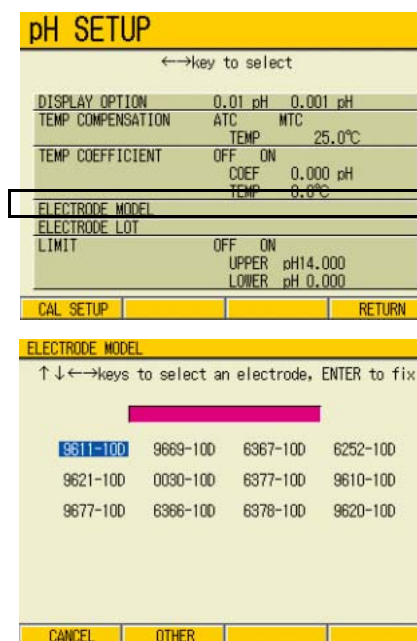 pH SETUP
←→key to select
DISPLAY OPTION 0.01 pH 0.001 pH
TEMP COMPENSATION ATC MTC
TEMP 25.0℃
TEMP COEFFICIENT OFF ON
COEF 0.000 pH
TEMP 0.0℃
ELECTRODE MODEL
ELECTRODE LOT
LIMIT OFF ON
UPPER pH14.000
LOWER pH 0.000
CAL SETUP RETURN
ELECTRODE MODEL
↑↓←→keys to select an electrode, ENTER to fix
9611-10D 9669-10D 6367-10D 6252-10D
9621-10D 0030-10D 6377-10D 9610-10D
9677-10D 6366-10D 6378-10D 9620-10D
CANCEL OTHER